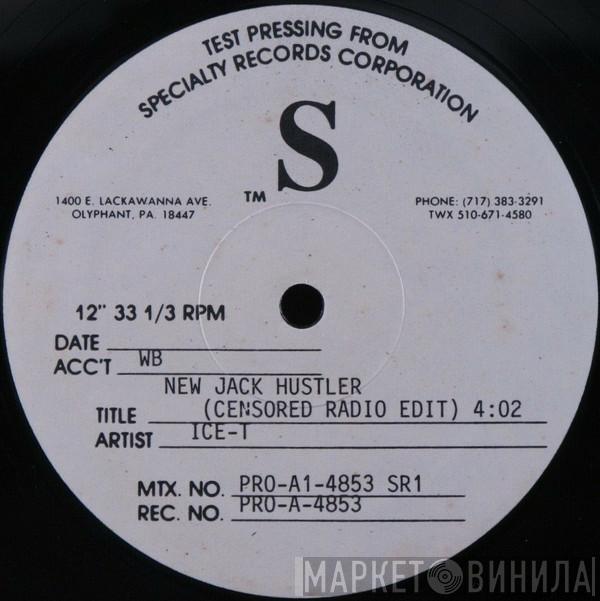 TEST PRESSING FROM
SPECIALTY RECORDS CORPORATION
S
TM
1400 E. LACKAWANNA AVE.
OLYPHANT, PA. 18447
PHONE: (717) 383-3291
TWX 510-671-4580
12" 33 1/3 RPM
DATE
ACC'T WB
NEW JACK HUSTLER
TITLE (CENSORED RADIO EDIT) 4:02
ARTIST ICE-T
MTX. NO. PRO-A1-4853 SR1
REC. NO. PRO-A-4853
МАРКЕТ ВИНИЛА